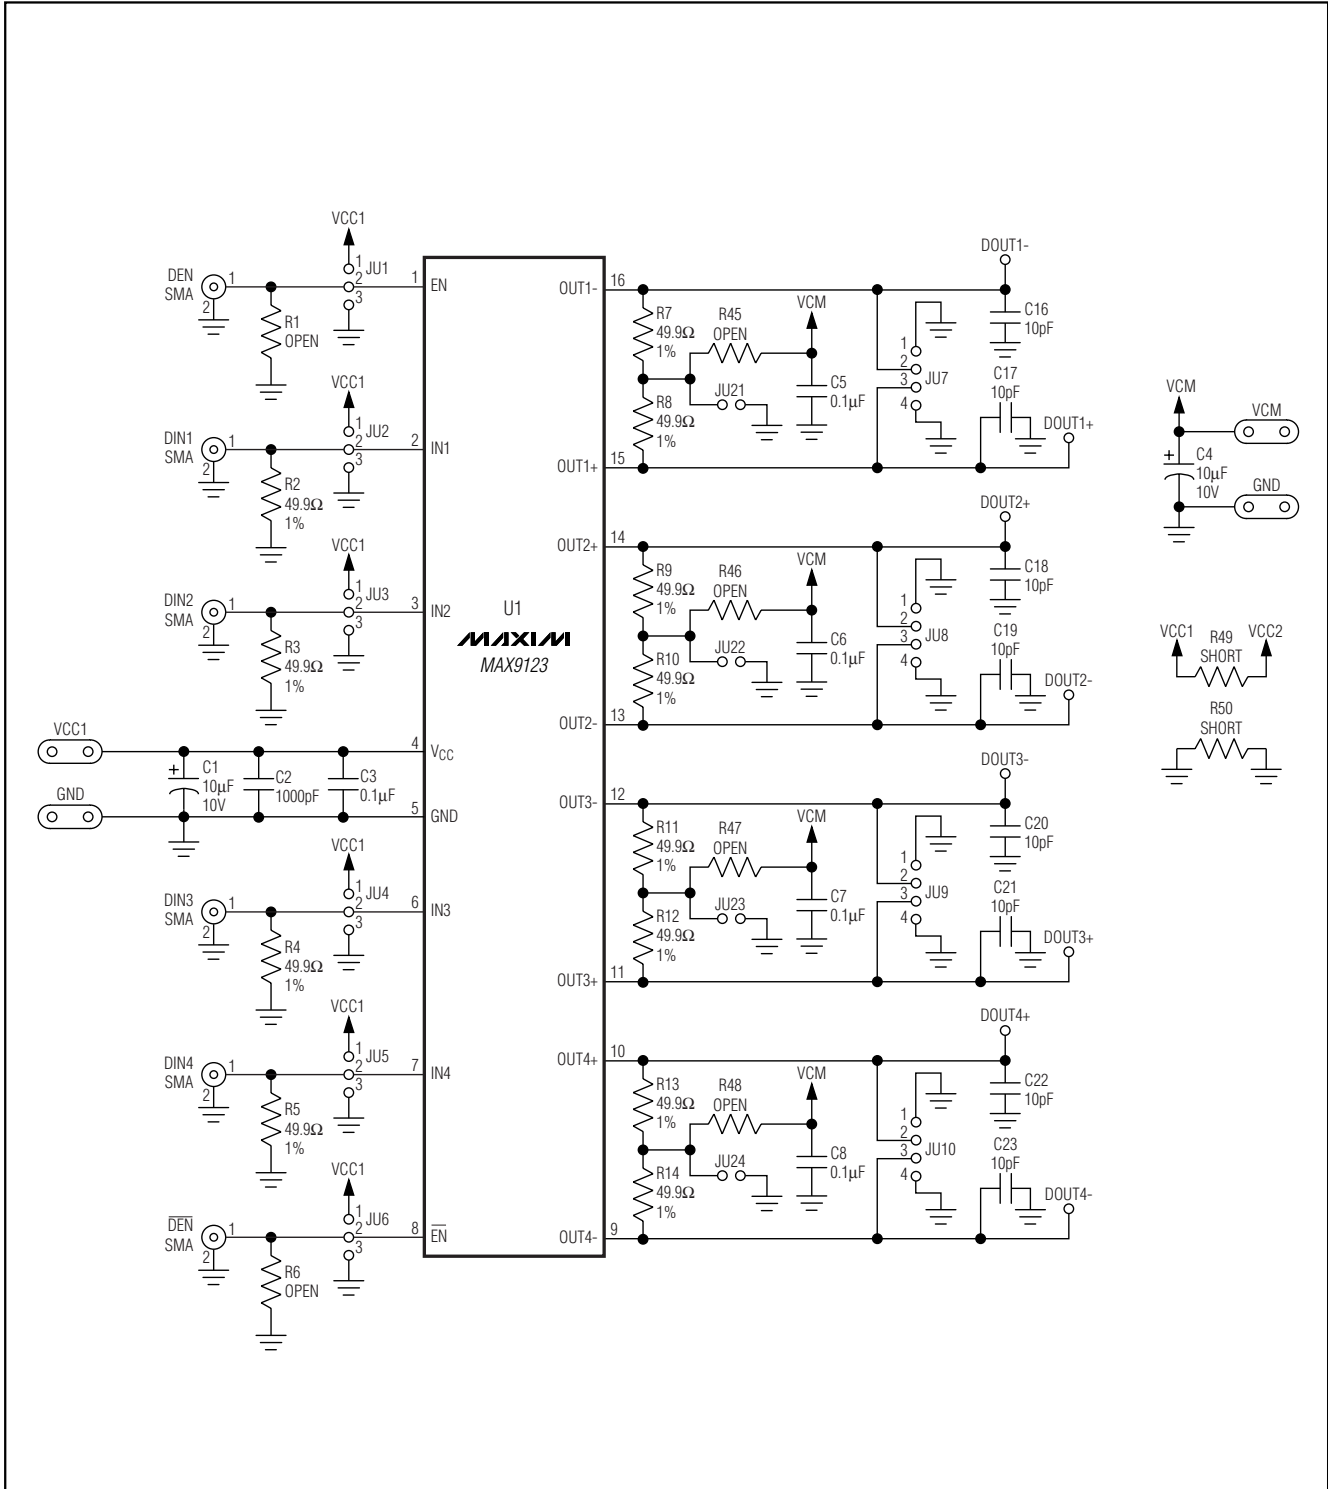 DEN
SMA
1
2
R1
OPEN
VCC1
1
2
3
JU1
1
EN
DIN1
SMA
1
2
R2
49.9Ω
1%
VCC1
1
2
3
JU2
2
IN1
DIN2
SMA
1
2
R3
49.9Ω
1%
VCC1
1
2
3
JU3
3
IN2
VCC1
GND
+
C1
10µF
10V
C2
1000pF
C3
0.1µF
4
VCC
5
GND
DIN3
SMA
1
2
R4
49.9Ω
1%
VCC1
1
2
3
JU4
6
IN3
DIN4
SMA
1
2
R5
49.9Ω
1%
VCC1
1
2
3
JU5
7
IN4
DEN
SMA
1
2
R6
OPEN
VCC1
1
2
3
JU6
8
EN
U1
MAXIM
MAX9123
OUT1-
16
R7
49.9Ω
1%
R8
49.9Ω
1%
R45
OPEN
JU21
VCM
C5
0.1µF
1
2
3
4
JU7
DOUT1-
C16
10pF
C17
10pF
DOUT1+
OUT1+
15
OUT2+
14
R9
49.9Ω
1%
R10
49.9Ω
1%
R46
OPEN
JU22
VCM
C6
0.1µF
1
2
3
4
JU8
DOUT2+
C18
10pF
C19
10pF
DOUT2-
OUT2-
13
OUT3-
12
R11
49.9Ω
1%
R12
49.9Ω
1%
R47
OPEN
JU23
VCM
C7
0.1µF
1
2
3
4
JU9
DOUT3-
C20
10pF
C21
10pF
DOUT3+
OUT3+
11
OUT4+
10
R13
49.9Ω
1%
R14
49.9Ω
1%
R48
OPEN
JU24
VCM
C8
0.1µF
1
2
3
4
JU10
DOUT4+
C22
10pF
C23
10pF
DOUT4-
OUT4-
9
VCM
+
C4
10µF
10V
VCM
GND
VCC1
R49
SHORT
VCC2
R50
SHORT